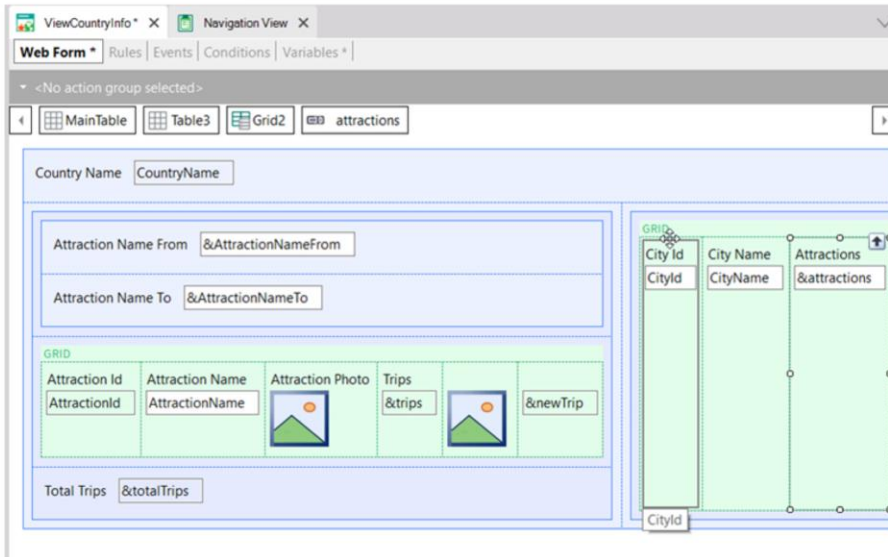 ViewCountryInfo * X Navigation View X
Web Form * Rules Events Conditions Variables *
<No action group selected>
MainTable Table3 Grid2 attractions
Country Name CountryName
Attraction Name From &AttractionNameFrom
Attraction Name To &AttractionNameTo
GRID
Attraction Id Attraction Name Attraction Photo Trips
AttractionId AttractionName &trips &newTrip
Total Trips &totalTrips
GRID
City Id City Name Attractions
CityId CityName &attractions
CityId